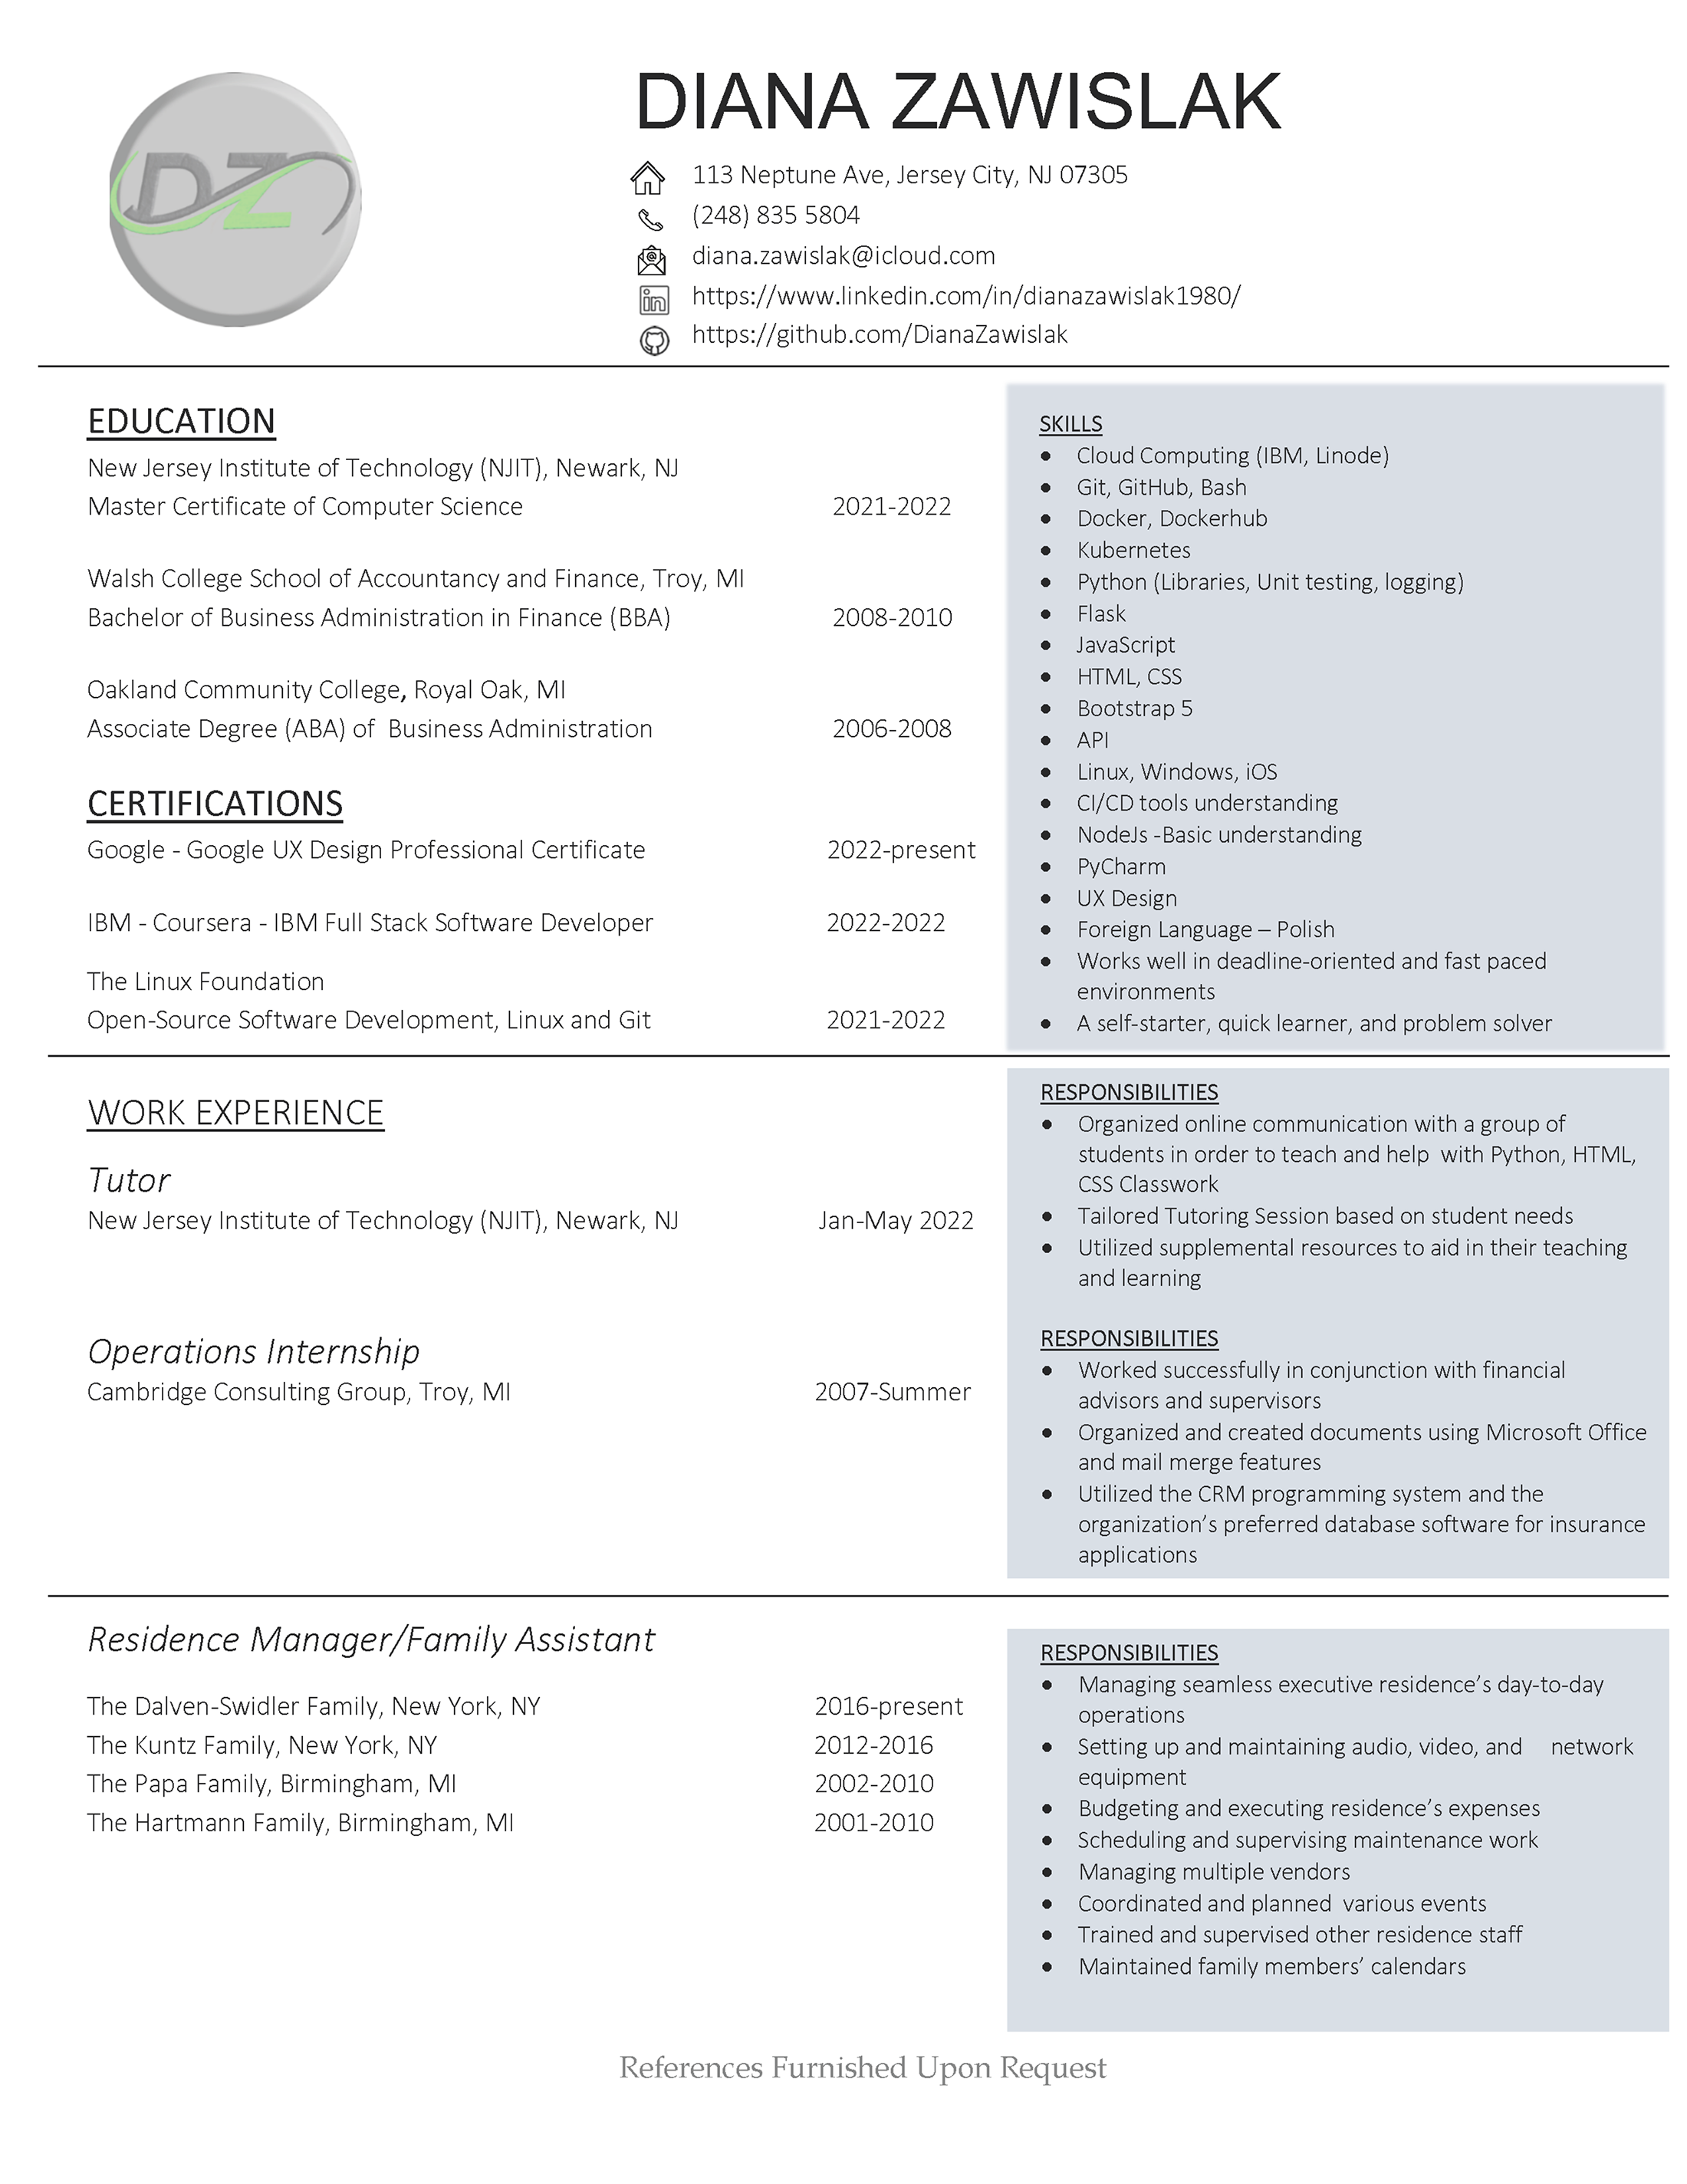 DZ
DIANA ZAWISLAK
113 Neptune Ave, Jersey City, NJ 07305
(248) 835 5804
diana.zawislak@icloud.com
in https://www.linkedin.com/in/dianazawislak1980/
https://github.com/DianaZawislak
EDUCATION
New Jersey Institute of Technology (NJIT), Newark, NJ
Master Certificate of Computer Science 2021-2022
Walsh College School of Accountancy and Finance, Troy, MI
Bachelor of Business Administration in Finance (BBA) 2008-2010
Oakland Community College, Royal Oak, MI
Associate Degree (ABA) of  Business Administration 2006-2008
CERTIFICATIONS
Google - Google UX Design Professional Certificate 2022-present
IBM - Coursera - IBM Full Stack Software Developer 2022-2022
The Linux Foundation
Open-Source Software Development, Linux and Git 2021-2022
SKILLS
• Cloud Computing (IBM, Linode)
• Git, GitHub, Bash
• Docker, Dockerhub
• Kubernetes
• Python (Libraries, Unit testing, logging)
• Flask
• JavaScript
• HTML, CSS
• Bootstrap 5
• API
• Linux, Windows, iOS
• CI/CD tools understanding
• NodeJs -Basic understanding
• PyCharm
• UX Design
• Foreign Language – Polish
• Works well in deadline-oriented and fast paced
environments
• A self-starter, quick learner, and problem solver
WORK EXPERIENCE
Tutor
New Jersey Institute of Technology (NJIT), Newark, NJ Jan-May 2022
RESPONSIBILITIES
• Organized online communication with a group of
students in order to teach and help  with Python, HTML,
CSS Classwork
• Tailored Tutoring Session based on student needs
• Utilized supplemental resources to aid in their teaching
and learning
Operations Internship
Cambridge Consulting Group, Troy, MI 2007-Summer
RESPONSIBILITIES
• Worked successfully in conjunction with financial
advisors and supervisors
• Organized and created documents using Microsoft Office
and mail merge features
• Utilized the CRM programming system and the
organization’s preferred database software for insurance
applications
Residence Manager/Family Assistant
The Dalven-Swidler Family, New York, NY 2016-present
The Kuntz Family, New York, NY 2012-2016
The Papa Family, Birmingham, MI 2002-2010
The Hartmann Family, Birmingham, MI 2001-2010
RESPONSIBILITIES
• Managing seamless executive residence’s day-to-day
operations
• Setting up and maintaining audio, video, and    network
equipment
• Budgeting and executing residence’s expenses
• Scheduling and supervising maintenance work
• Managing multiple vendors
• Coordinated and planned  various events
• Trained and supervised other residence staff
• Maintained family members’ calendars
References Furnished Upon Request